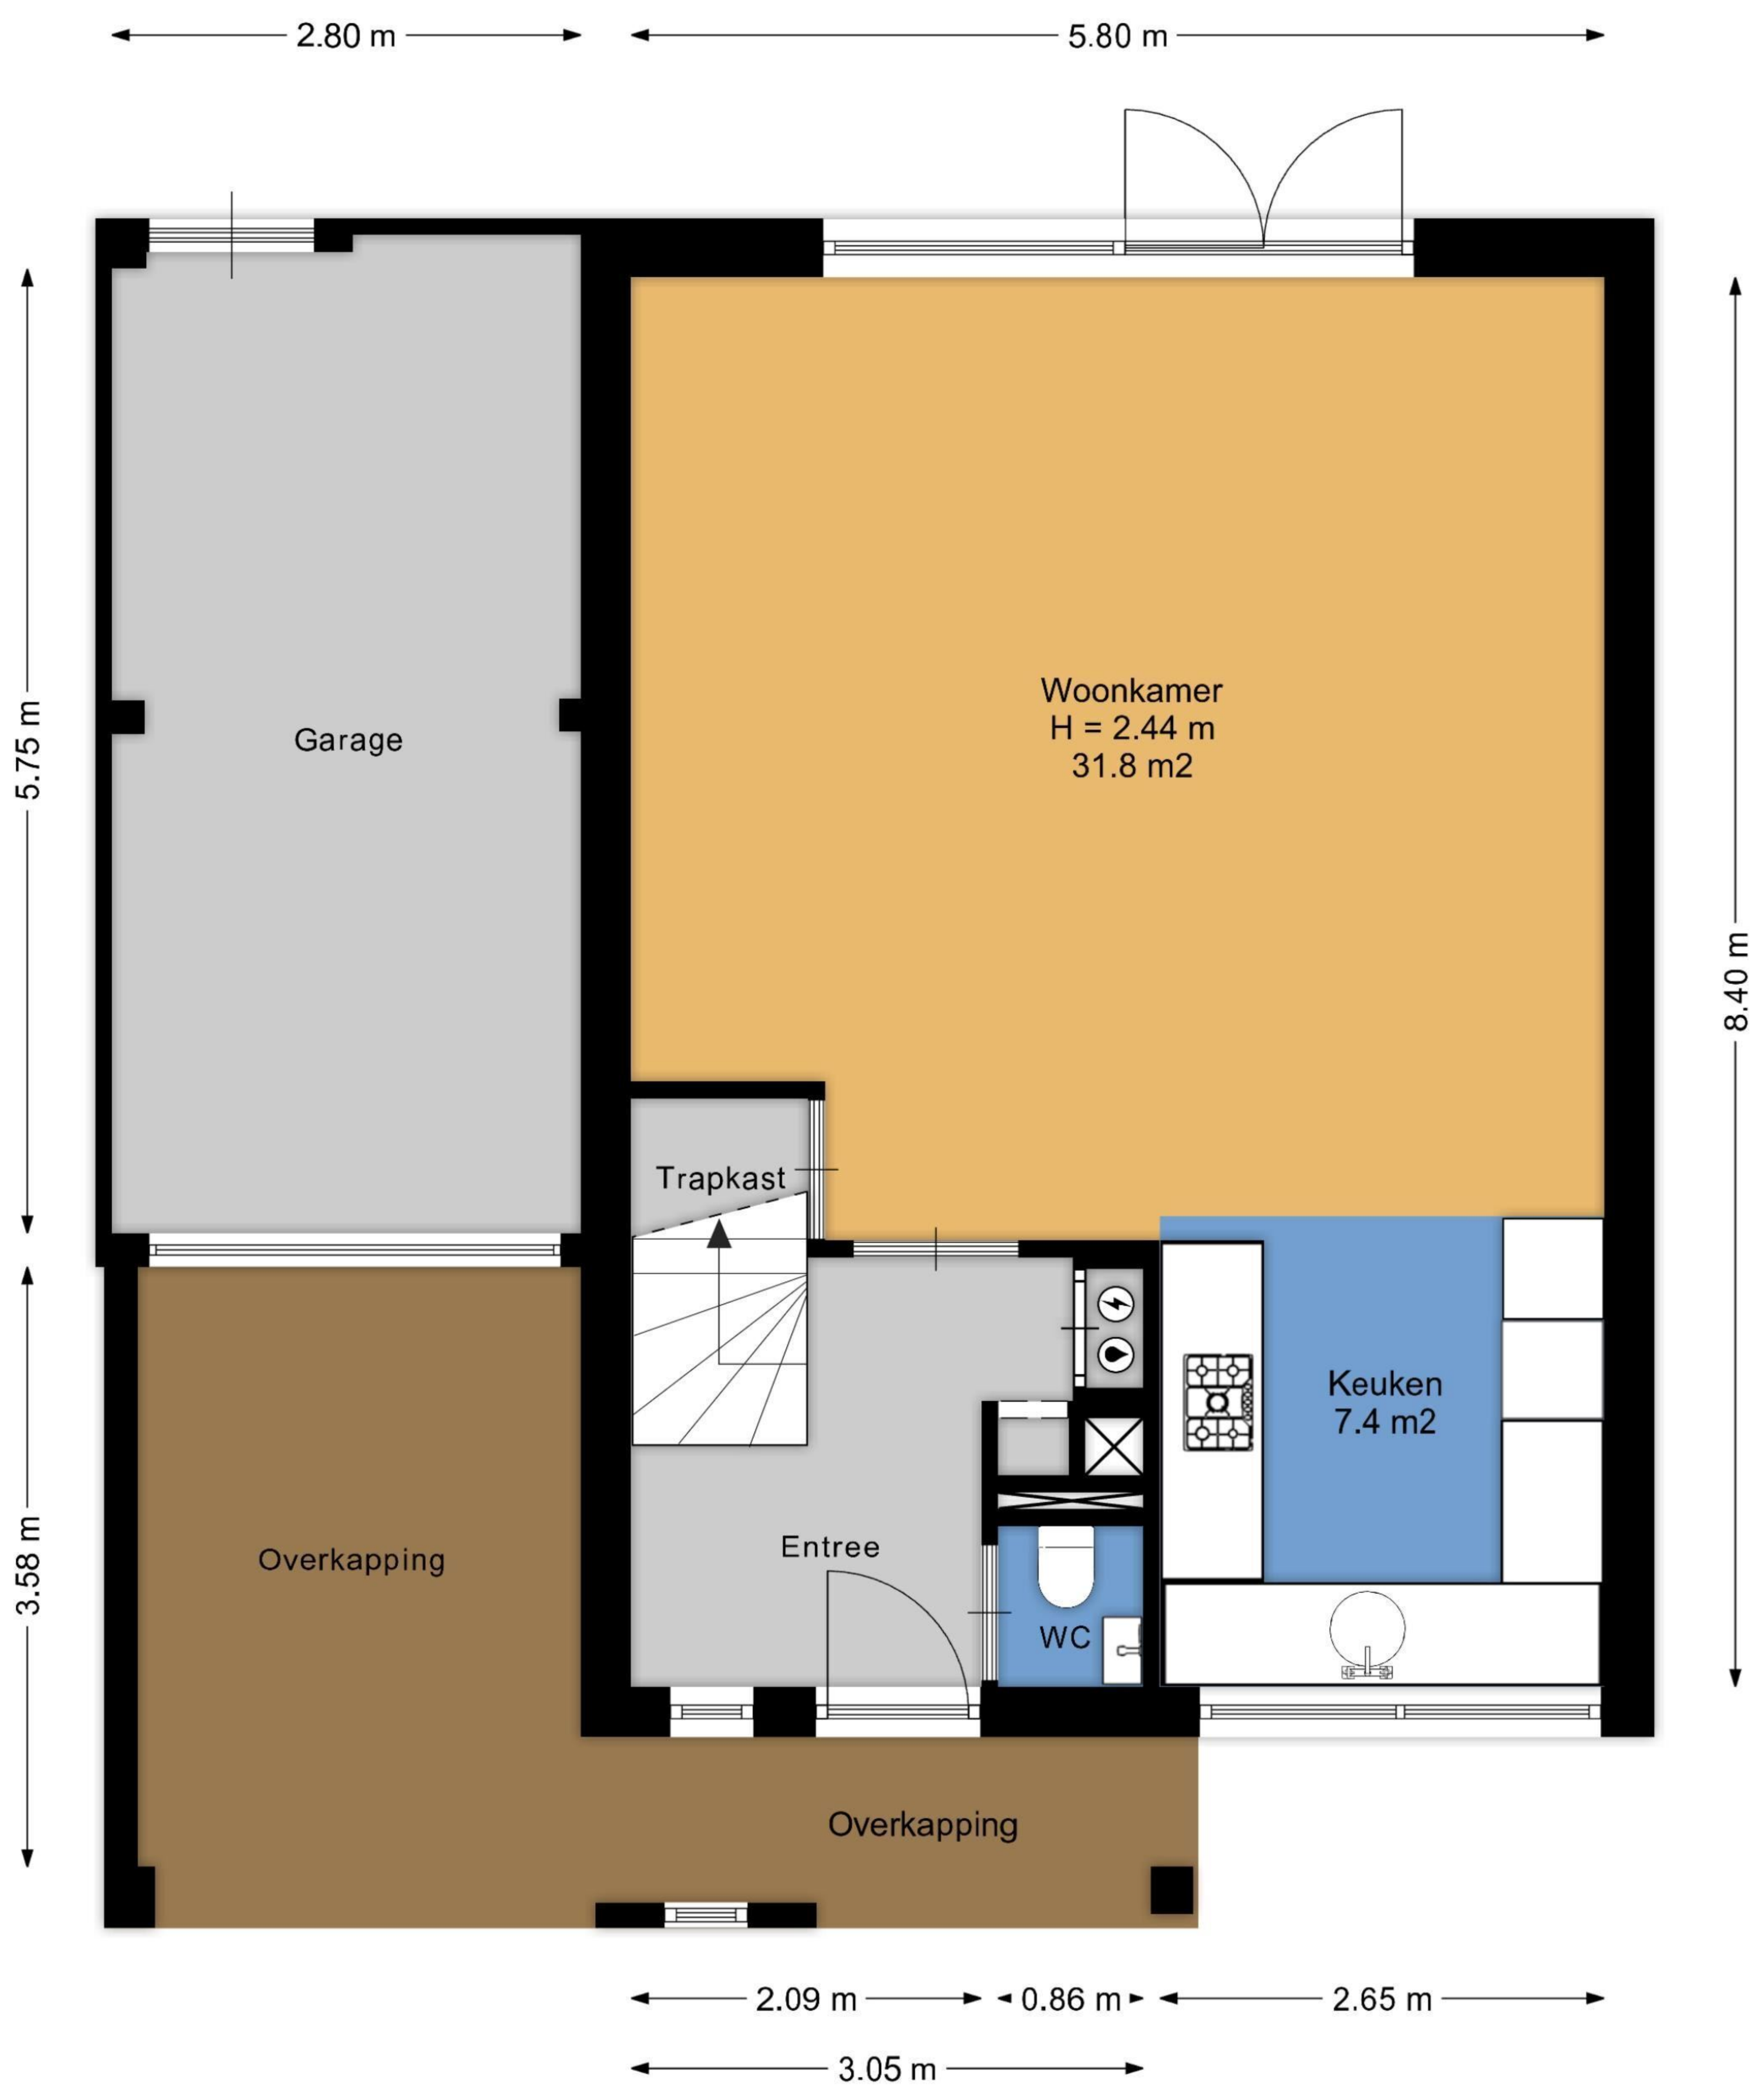 2.80 m
5.80 m
Woonkamer
H = 2.44 m
31.8 m2
Garage
5.75 m
8.40 m
Trapkast
Keuken
7.4 m2
Entree
Overkapping
3.58 m
WC
Overkapping
2.09 m
0.86 m
2.65 m
3.05 m